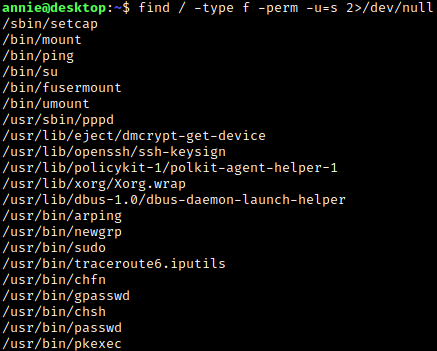 annie@desktop:~$ find / -type f -perm -u=s 2>/dev/null
/sbin/setcap
/bin/mount
/bin/ping
/bin/su
/bin/fusermount
/bin/umount
/usr/sbin/pppd
/usr/lib/eject/dmcrypt-get-device
/usr/lib/openssh/ssh-keysign
/usr/lib/policykit-1/polkit-agent-helper-1
/usr/lib/xorg/Xorg.wrap
/usr/lib/dbus-1.0/dbus-daemon-launch-helper
/usr/bin/arping
/usr/bin/newgrp
/usr/bin/sudo
/usr/bin/traceroute6.iputils
/usr/bin/chfn
/usr/bin/gpasswd
/usr/bin/chsh
/usr/bin/passwd
/usr/bin/pkexec